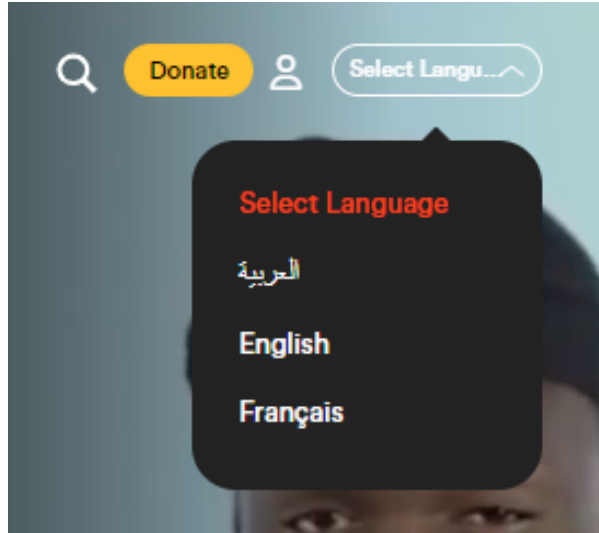 Donate
Select Langu...
Select Language
العربية
English
Français